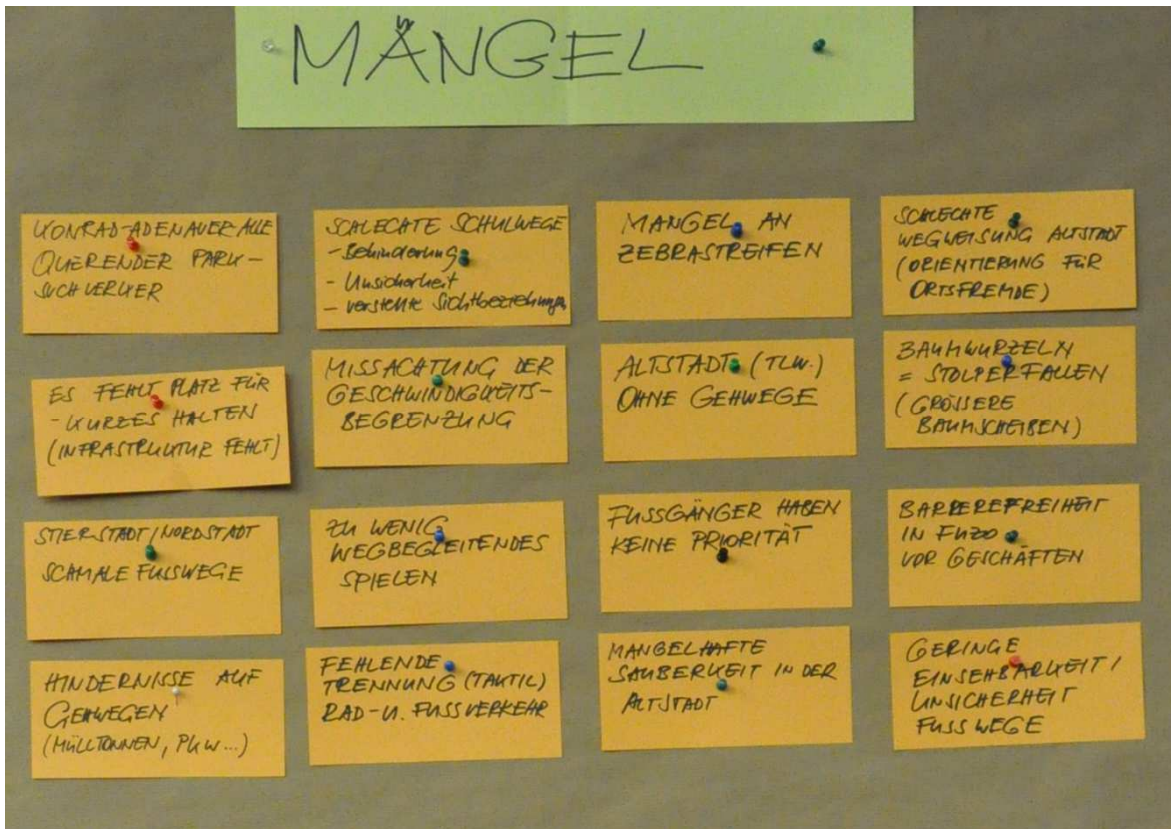 MÄNGEL
KONRAD-ADENAUER-ALLE
QUERENDER PARK-
SUCHVERKER
SCHLECHTE SCHULWEGE
- Behinderung
- Unsicherheit
- verstellte Sichtbeziehungen
MANGEL AN
ZEBRASTREIFEN
SCHLECHTE
WEGWEISUNG ALTSTADT
(ORIENTIERUNG FÜR
ORTSFREMDE)
ES FEHLT PLATZ FÜR
- KURZES HALTEN
(INFRASTRUKTUR FEHLT)
MISSACHTUNG DER
GESCHWINDIGKEITS-
BEGRENZUNG
ALTSTADT (TLW.)
OHNE GEHWEGE
BAUMWURZELN
= STOLPERFALLEN
(GRÖSSERE
BAUMSCHEIBEN)
STIERSTADT/NORDSTADT
SCHMALE FUSSWEGE
ZU WENIG
WEGBEGLEITENDES
SPIELEN
FUSSGÄNGER HABEN
KEINE PRIORITÄT
BARRIEREFREIHEIT
IN FUZO
VOR GESCHÄFTEN
HINDERNISSE AUF
GEHWEGEN
(MÜLLTONNEN, PKW...)
FEHLENDE
TRENNUNG (TAKTIL)
RAD-U. FUSSVERKEHR
MANGELHAFTE
SAUBERKEIT IN DER
ALTSTADT
GERINGE
EINSEHBARKEIT/
UNSICHERHEIT
FUSSWEGE